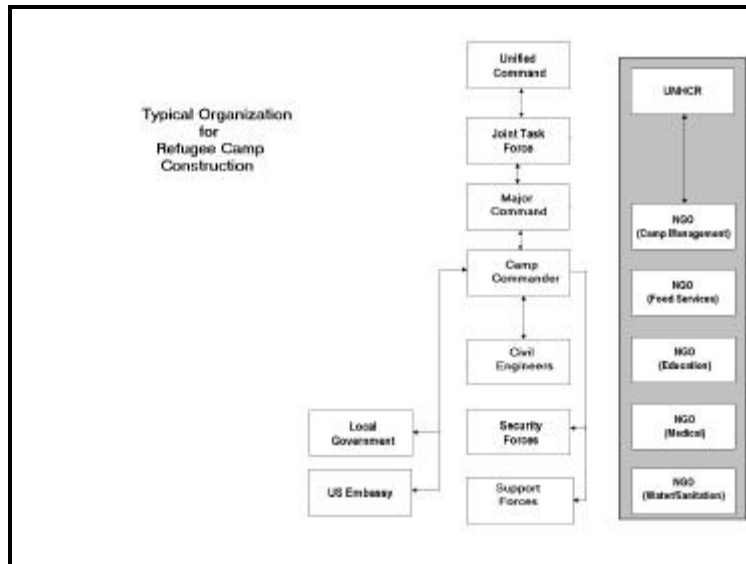 Typical Organization
for
Refugee Camp
Construction
Unified
Command
Joint Task
Force
Major
Command
Camp
Commander
Civil
Engineers
Local
Government
Security
Forces
US Embassy
Support
Forces
UNHCR
NGO
(Camp Management)
NGO
(Food Services)
NGO
(Education)
NGO
(Medical)
NGO
(Water/Sanitation)